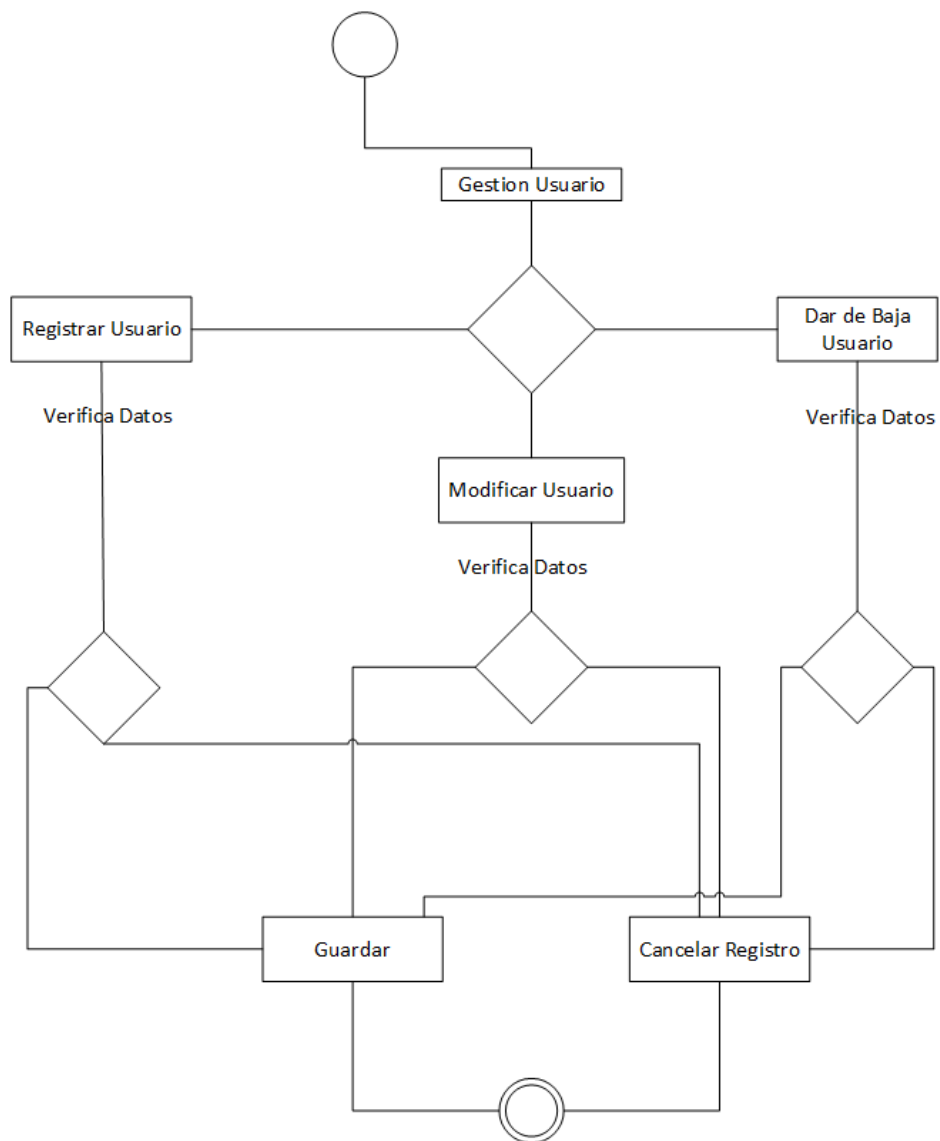 Gestion Usuario
Registrar Usuario
Dar de Baja
Usuario
Verifica Datos
Verifica Datos
Modificar Usuario
Verifica Datos
Guardar
Cancelar Registro